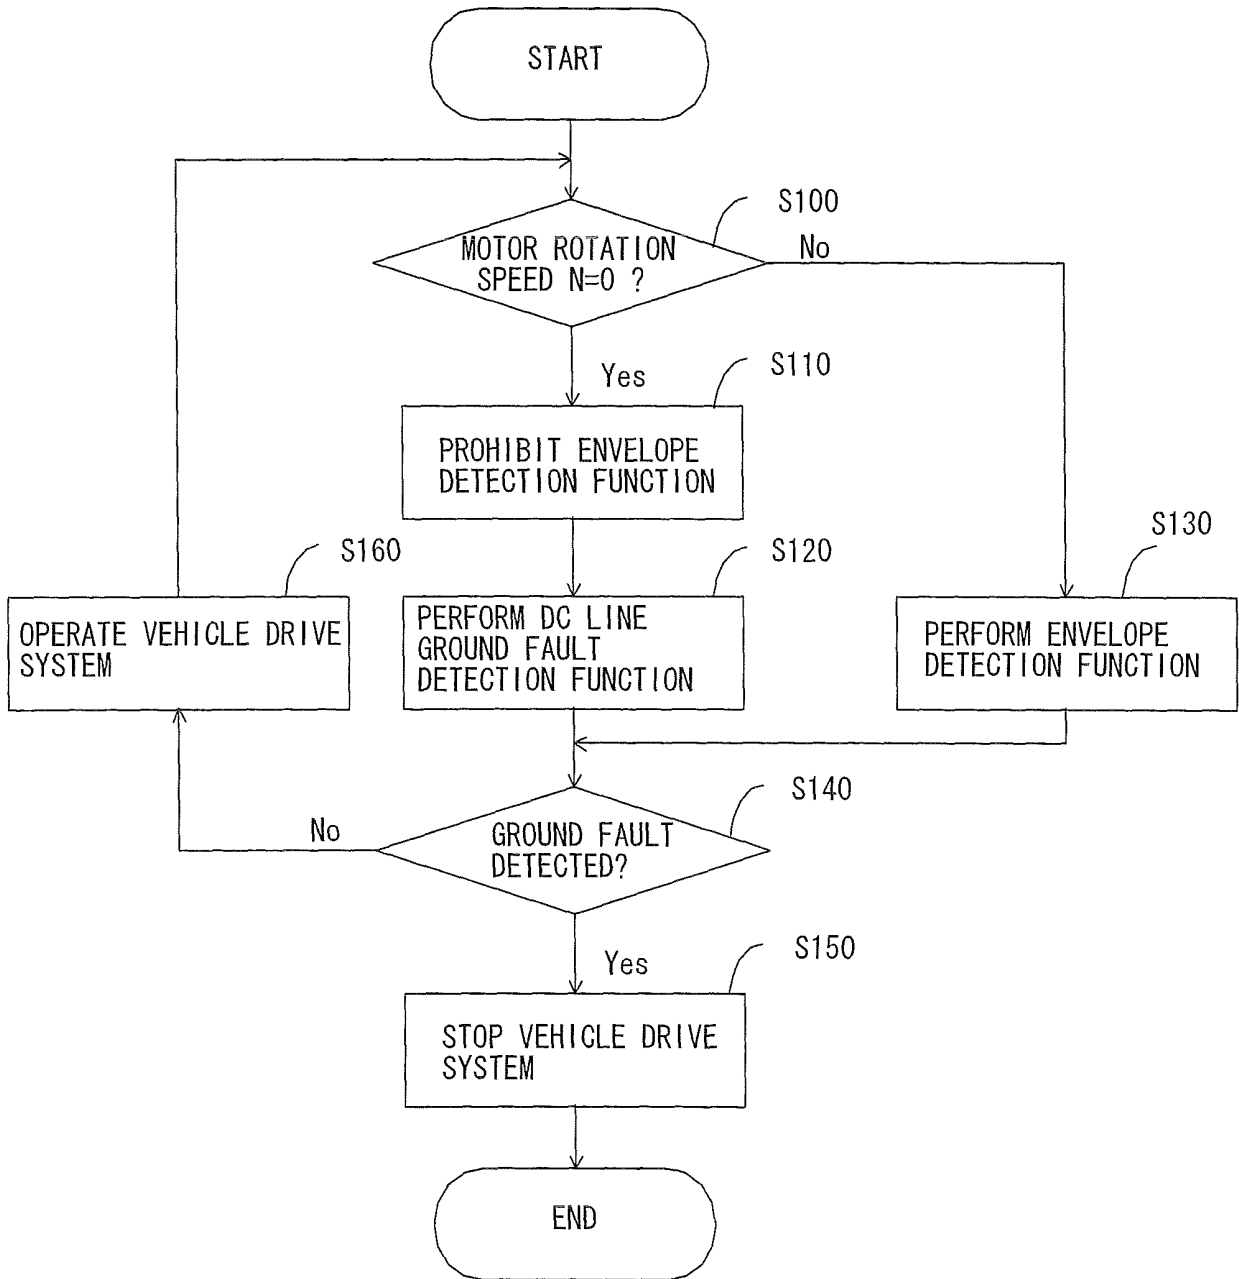 START
S100
MOTOR ROTATION
SPEED N=0 ?
No
Yes
S110
PROHIBIT ENVELOPE
DETECTION FUNCTION
S160
S120
S130
OPERATE VEHICLE DRIVE
SYSTEM
PERFORM DC LINE
GROUND FAULT
DETECTION FUNCTION
PERFORM ENVELOPE
DETECTION FUNCTION
S140
No
GROUND FAULT
DETECTED?
Yes
S150
STOP VEHICLE DRIVE
SYSTEM
END